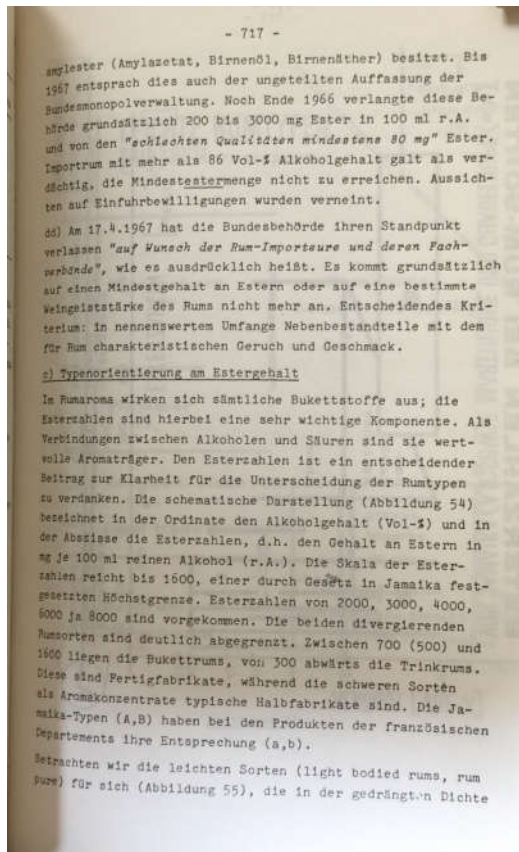 - 717 -
amylester (Amylazetat, Birnenöl, Birnenäther) besitzt. Bis
1967 entsprach dies auch der ungeteilten Auffassung der
Bundesmonopolverwaltung. Noch Ende 1966 verlangte diese Be-
hörde grundsätzlich 200 bis 3000 mg Ester in 100 ml r.A.
und von den "schlechten Qualitäten mindestens 80 mg" Ester.
Importrum mit mehr als 86 Vol-% Alkoholgehalt galt als ver-
dächtig, die Mindestestermenge nicht zu erreichen. Aussich-
ten auf Einfuhrbewilligungen wurden verneint.
dd) Am 17.4.1967 hat die Bundesbehörde ihren Standpunkt
verlassen "auf Wunsch der Rum-Importeure und deren Fach-
verbände", wie es ausdrücklich heißt. Es kommt grundsätzlich
auf einen Mindestgehalt an Estern oder auf eine bestimmte
Weingeiststärke des Rums nicht mehr an. Entscheidendes Kri-
terium: in nennenswertem Umfange Nebenbestandteile mit dem
für Rum charakteristischen Geruch und Geschmack.
c) Typenorientierung am Estergehalt
Im Rumaroma wirken sich sämtliche Bukettstoffe aus; die
Esterzahlen sind hierbei eine sehr wichtige Komponente. Als
Verbindungen zwischen Alkoholen und Säuren sind sie wert-
volle Aromaträger. Den Esterzahlen ist ein entscheidender
Beitrag zur Klarheit für die Unterscheidung der Rumtypen
zu verdanken. Die schematische Darstellung (Abbildung 54)
bezeichnet in der Ordinate den Alkoholgehalt (Vol-%) und in
der Abszisse die Esterzahlen, d.h. den Gehalt an Estern in
mg je 100 ml reinen Alkohol (r.A.). Die Skala der Ester-
zahlen reicht bis 1600, einer durch Gesetz in Jamaika fest-
gesetzten Höchstgrenze. Esterzahlen von 2000, 3000, 4000,
6000 ja 8000 sind vorgekommen. Die beiden divergierenden
Rumsorten sind deutlich abgegrenzt. Zwischen 700 (500) und
1600 liegen die Bukettrums, von 300 abwärts die Trinkrums.
Diese sind Fertigfabrikate, während die schweren Sorten
als Aromakonzentrate typische Halbfabrikate sind. Die Ja-
maika-Typen (A,B) haben bei den Produkten der französischen
Departements ihre Entsprechung (a,b).
Betrachten wir die leichten Sorten (light bodied rums, rum
pure) für sich (Abbildung 55), die in der gedrängten Dichte